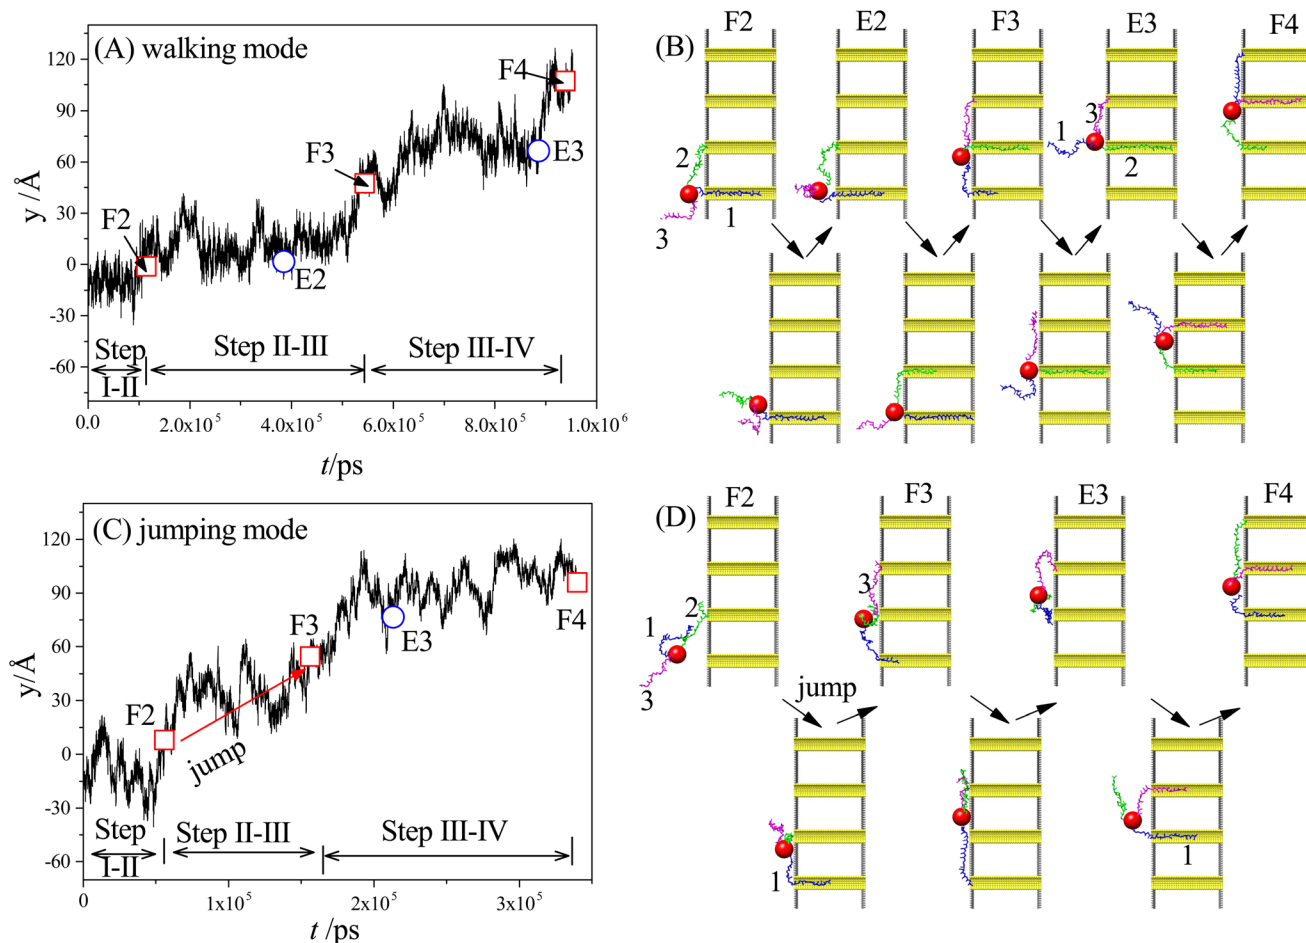 (A) walking mode
y /Å
120
90
60
30
0
-30
-60
F2
E2
F3
E3
F4
Step
I-II
Step II-III
Step III-IV
0.0
2.0x10⁵
4.0x10⁵
6.0x10⁵
8.0x10⁵
1.0x10⁶
t/ps
(B)
F2
E2
F3
E3
F4
2
1
3
1
3
2
(C) jumping mode
y/Å
120
90
60
30
0
-30
-60
F2
F3
E3
F4
jump
Step
I-II
Step II-III
Step III-IV
0
1x10⁵
2x10⁵
3x10⁵
t /ps
(D)
F2
F3
E3
F4
1
2
3
3
jump
1
1